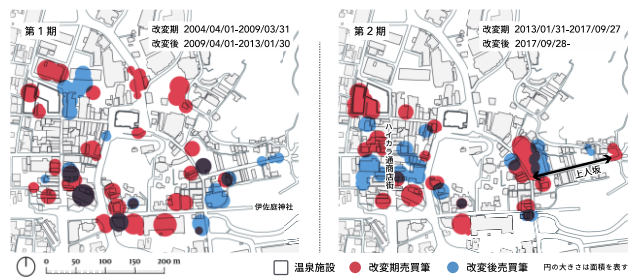 第1期
改変期 2004/04/01-2009/03/31
改変後 2009/04/01-2013/01/30
伊佐庭神社
第2期
改変期 2013/01/31-2017/09/27
改変後 2017/09/28-
ハイカラ通商店街
上人坂
0 50 100 150 200 m
温泉施設
改変期売買筆
改変後売買筆
円の大きさは面積を表す